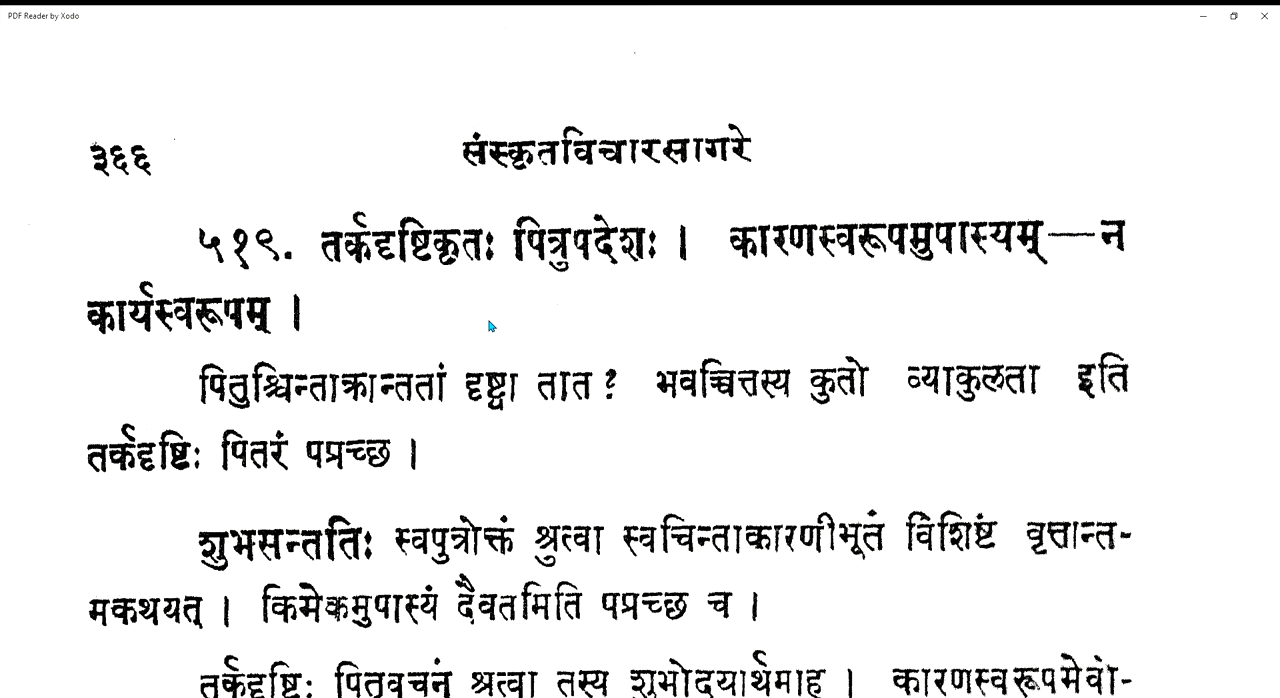 PDF Reader by Xodo
३६६ संस्कृतविचारसागरे
५१९. तर्कदृष्टिकृतः पित्रुपदेशः । कारणस्वरूपमुपास्यम्—न
कार्यस्वरूपम् ।
पितुश्चिन्ताक्रान्ततां दृष्ट्वा तात ? भवच्चित्तस्य कुतो व्याकुलता इति
तर्कदृष्टिः पितरं पप्रच्छ ।
शुभसन्ततिः स्वपुत्रोक्तं श्रुत्वा स्वचिन्ताकारणीभूतं विशिष्टं वृत्तान्त-
मकथयत् । किमेकमुपास्यं दैवतमिति पप्रच्छ च ।
तर्कदृष्टिः पितृवचनं श्रुत्वा तस्य शुभोदयार्थमाह । कारणस्वरूपमेवो-